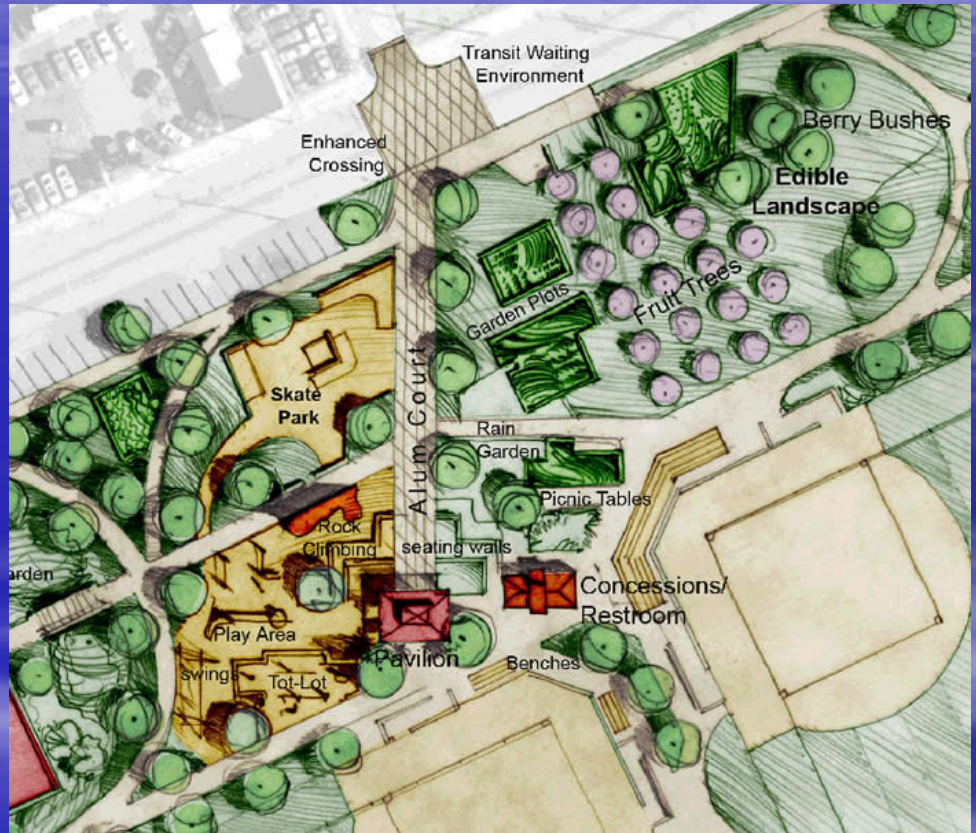 Transit Waiting
Environment
Enhanced
Crossing
Berry Bushes
Edible
Landscape
Fruit Trees
Garden Plots
Skate
Park
Alum Court
Rain
Garden
Picnic Tables
Rock
Climbing
seating walls
arden
Concessions/
Restroom
Play Area
Pavilion
Benches
swings
Tot-Lot